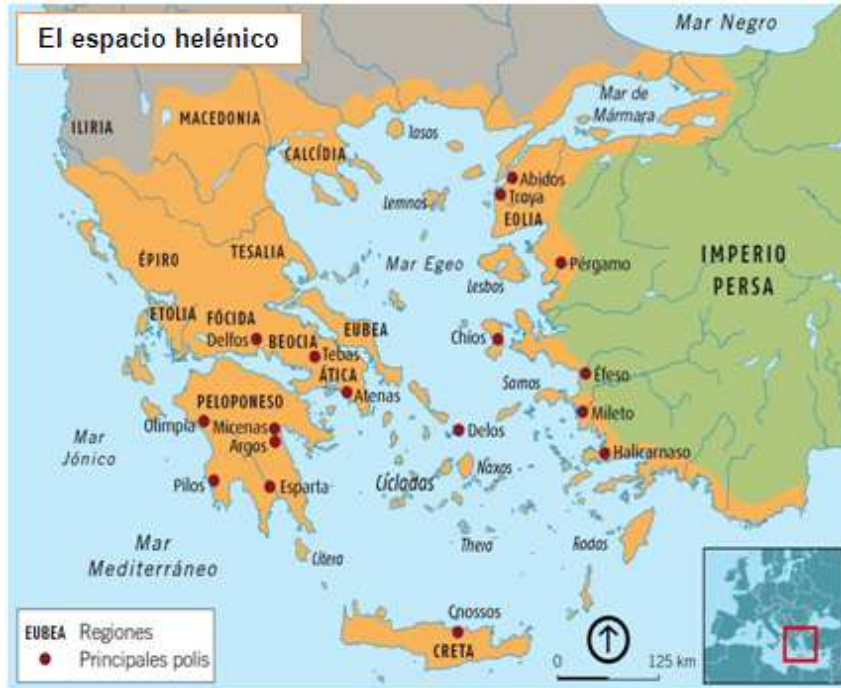 El espacio helénico
Mar Negro
Mar de
Mármara
MACEDONIA
ILIRIA
Iasos
CALCÍDIA
Abidos
Lemnos
Troya
EOLIA
ÉPIRO
TESALIA
Mar Egeo
IMPERIO
PERSA
Pérgamo
Lesbos
ETOLIA
FÓCIDA
EUBEA
Delfos
BEOCIA
Chios
Tebas
ÁTICA
Samos
Éfeso
Atenas
PELOPONESO
Olimpia
Micenas
Argos
Delos
Mileto
Mar
Jónico
Halicarnaso
Naxos
Pilos
Esparta
Cícladas
Mar
Mediterráneo
Citera
Thera
Rodas
Cnossos
CRETA
EUBEA Regiones
Principales polis
0 125 km